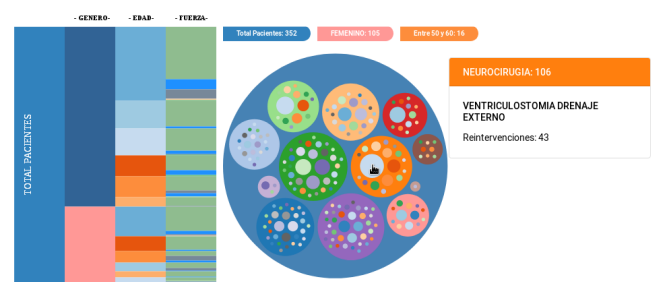 - GENERO-
- EDAD-
- FUERZA-
TOTAL PACIENTES
Total Pacientes: 352
FEMENINO: 105
Entre 50 y 60: 16
NEUROCIRUGIA: 106
VENTRICULOSTOMIA DRENAJE
EXTERNO
Reintervenciones: 43